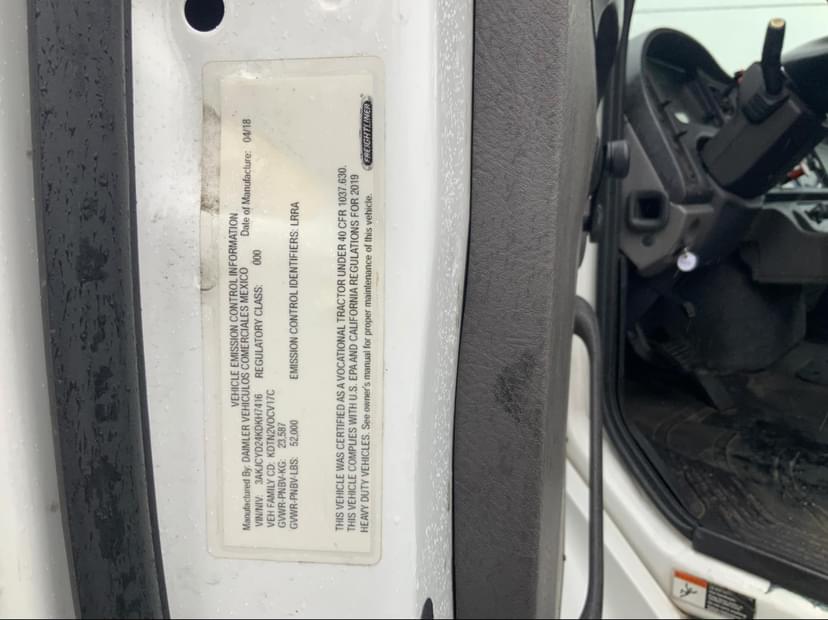 FREIGHTLINER
VEHICLE EMISSION CONTROL INFORMATION
Manufactured By: DAIMLER VEHICULOS COMERCIALES MEXICO Date of Manufacture: 04/18
VIN/NIV: 3AKJCYD24KDKH7416 REGULATORY CLASS: 000
VEH FAMILY CD: KDTN2VOCV17C
GVWR-PNBV-KG: 23,587
GVWR-PNBV-LBS: 52,000 EMISSION CONTROL IDENTIFIERS: LRRA
THIS VEHICLE WAS CERTIFIED AS A VOCATIONAL TRACTOR UNDER 40 CFR 1037.630.
THIS VEHICLE COMPLIES WITH U.S. EPA AND CALIFORNIA REGULATIONS FOR 2019
HEAVY DUTY VEHICLES. See owner's manual for proper maintenance of this vehicle.